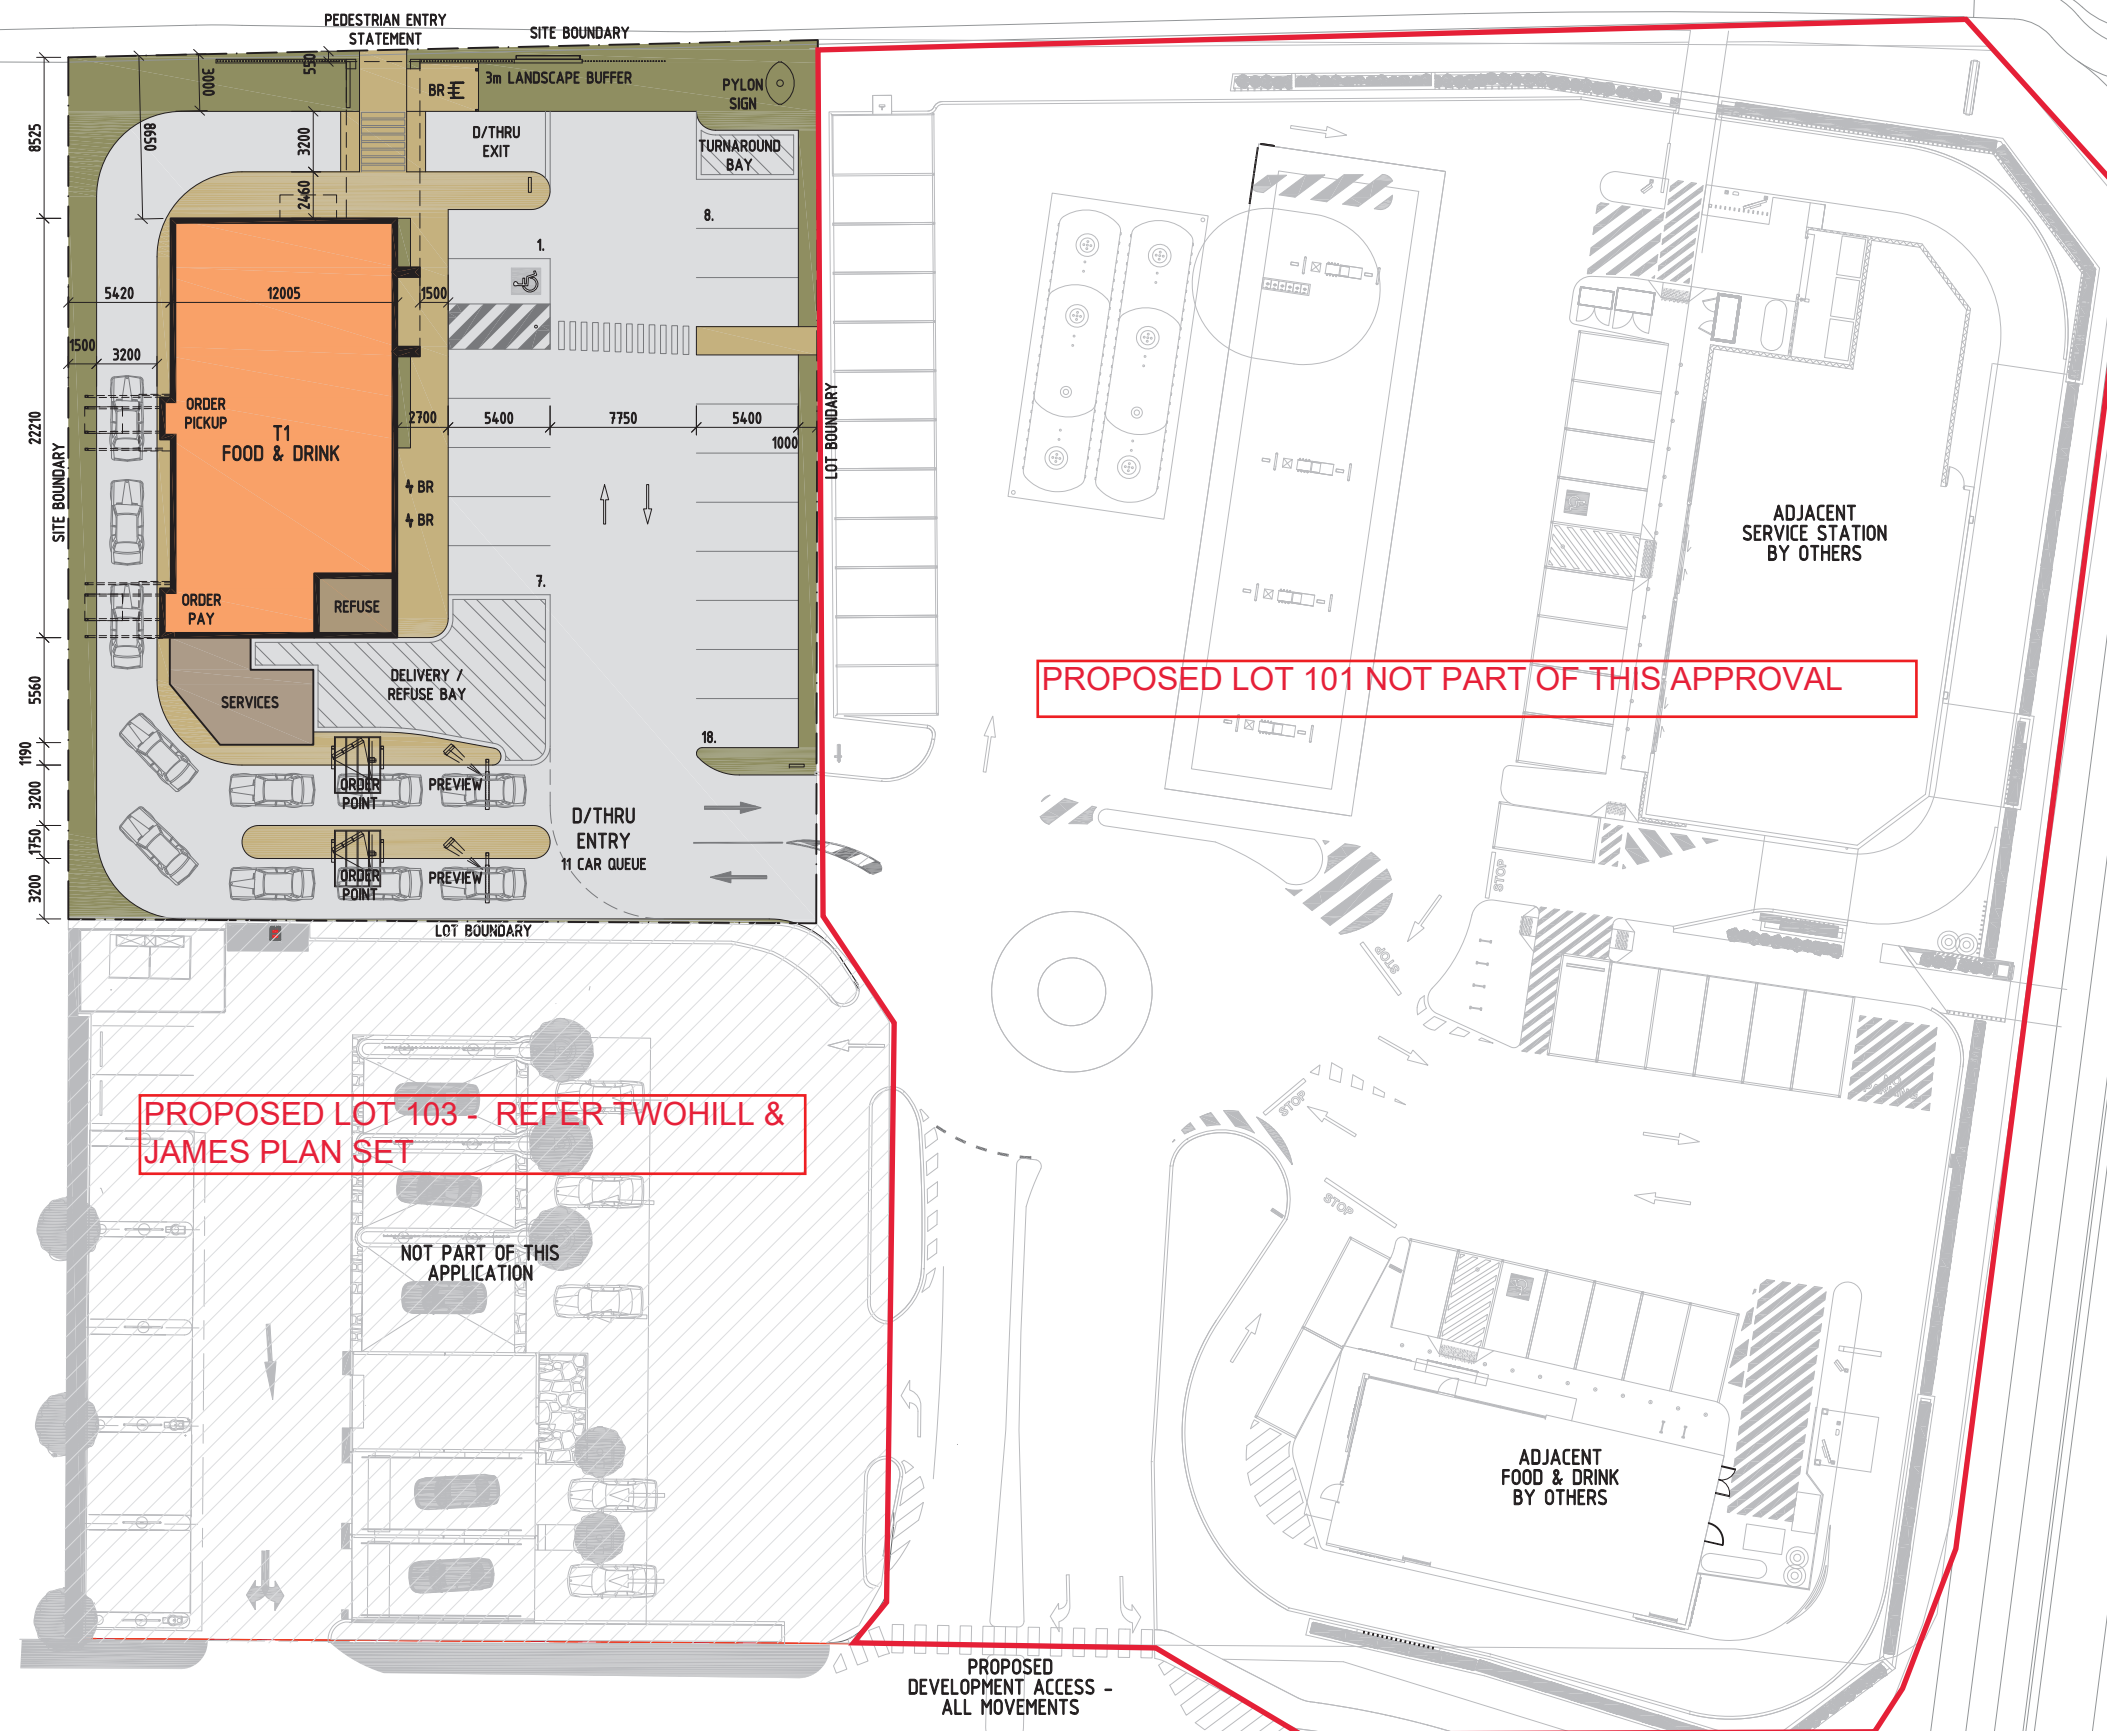 PEDESTRIAN ENTRY
STATEMENT
SITE BOUNDARY
3000
550
BR
3m LANDSCAPE BUFFER
PYLON
SIGN
8525
8650
3200
D/THRU
EXIT
TURNAROUND
BAY
2460
8.
1.
5420
12005
1500
1500
3200
ORDER
PICKUP
T1
FOOD & DRINK
2700
5400
7750
5400
1000
LOT BOUNDARY
22210
SITE BOUNDARY
BR
BR
ADJACENT
SERVICE STATION
BY OTHERS
7.
ORDER
PAY
REFUSE
DELIVERY /
REFUSE BAY
SERVICES
5560
PROPOSED LOT 101 NOT PART OF THIS APPROVAL
18.
1190
3200
ORDER
POINT
PREVIEW
D/THRU
ENTRY
11 CAR QUEUE
1750
3200
ORDER
POINT
PREVIEW
STOP
LOT BOUNDARY
STOP
PROPOSED LOT 103 - REFER TWOHILL &
JAMES PLAN SET
STOP
STOP
NOT PART OF THIS
APPLICATION
ADJACENT
FOOD & DRINK
BY OTHERS
PROPOSED
DEVELOPMENT ACCESS -
ALL MOVEMENTS